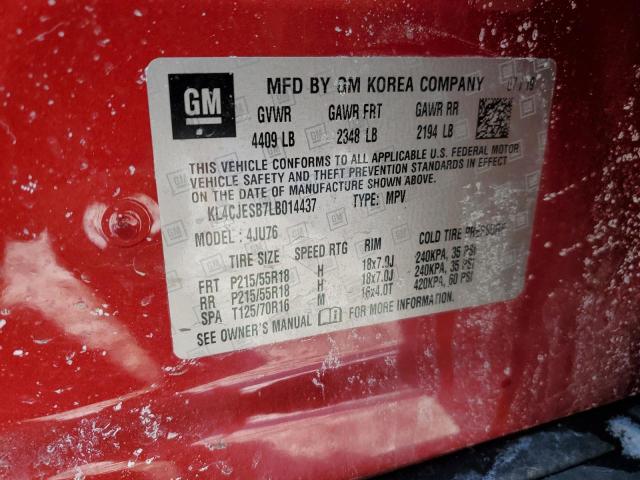 GM
MFD BY GM KOREA COMPANY 07/19
GVWR GAWR FRT GAWR RR
4409 LB 2348 LB 2194 LB
THIS VEHICLE CONFORMS TO ALL APPLICABLE U.S. FEDERAL MOTOR
VEHICLE SAFETY AND THEFT PREVENTION STANDARDS IN EFFECT
ON THE DATE OF MANUFACTURE SHOWN ABOVE.
KL4CJESB7LB014437 TYPE: MPV
MODEL: 4JU76
TIRE SIZE SPEED RTG RIM COLD TIRE PRESSURE
FRT P215/55R18 H 18x7.0J 240KPA, 35 PSI
RR P215/55R18 H 18x7.0J 240KPA, 35 PSI
SPA T125/70R16 M 16x4.0T 420KPA, 60 PSI
SEE OWNER'S MANUAL FOR MORE INFORMATION.